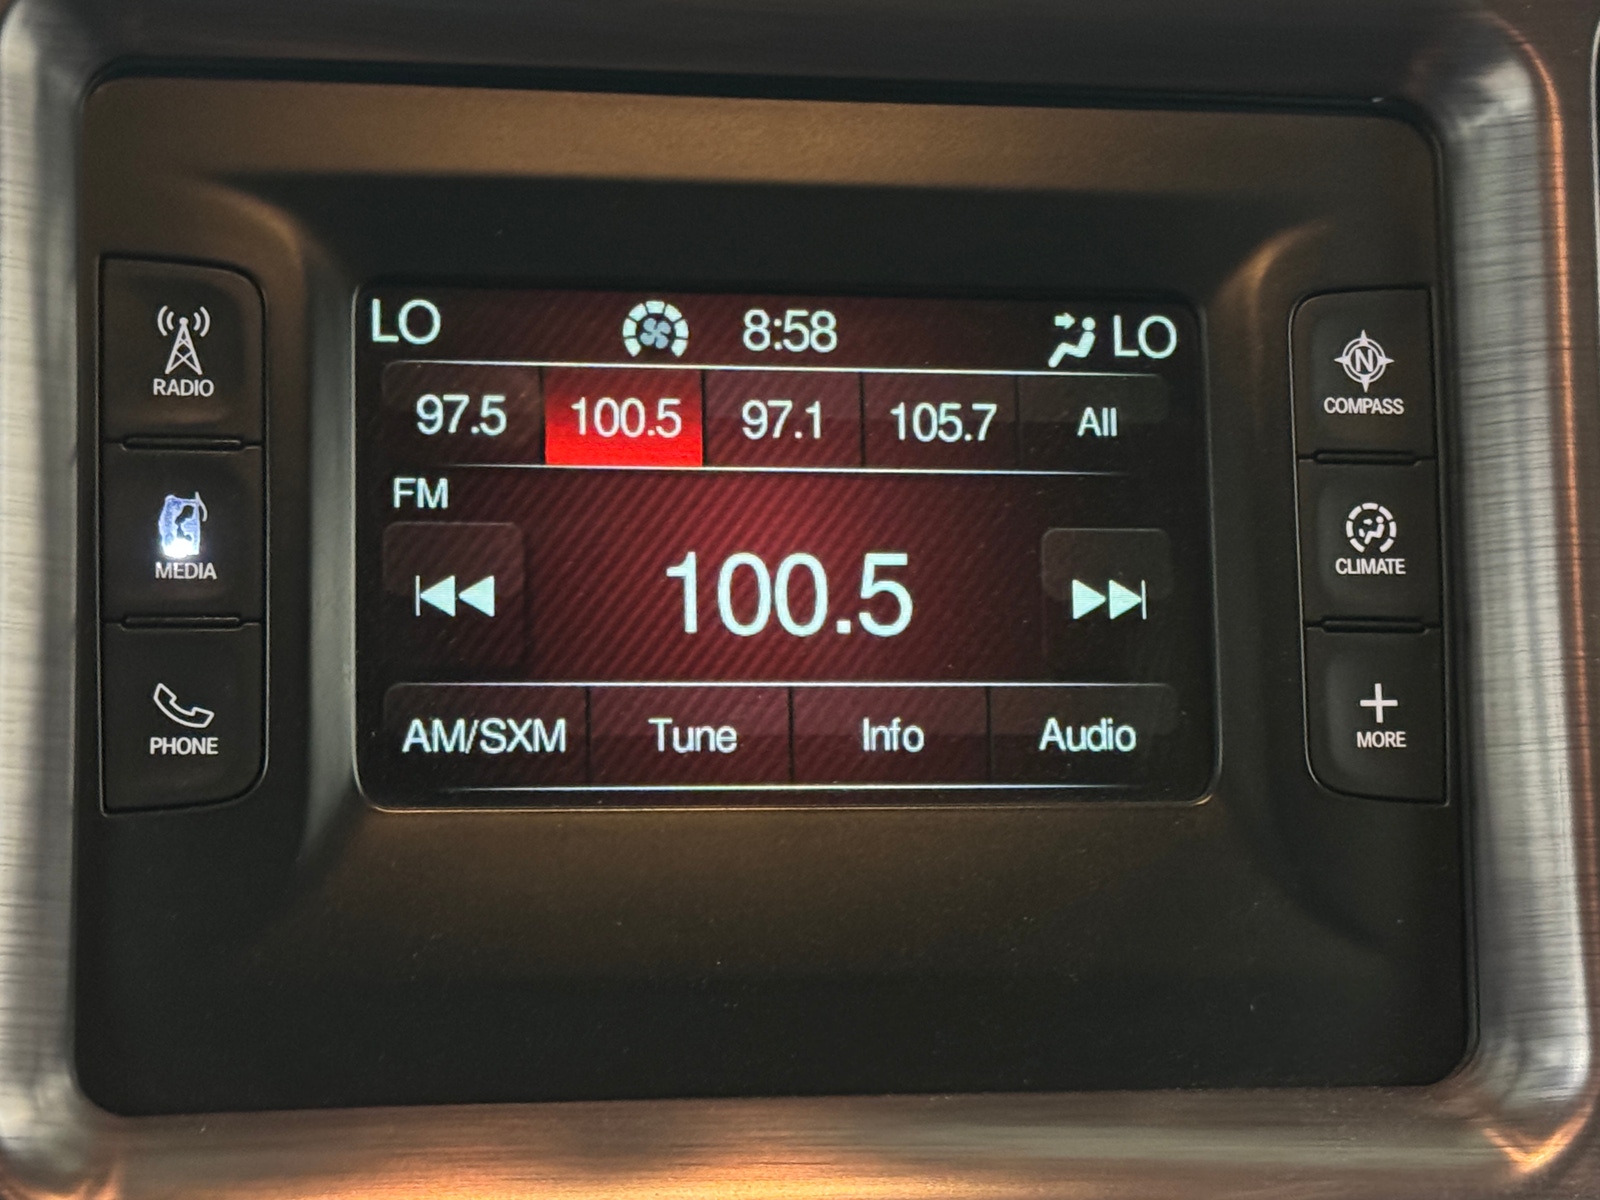 LO 8:58 LO
97.5 100.5 97.1 105.7 All
FM
100.5
AM/SXM Tune Info Audio
RADIO
MEDIA
PHONE
N
COMPASS
CLIMATE
MORE